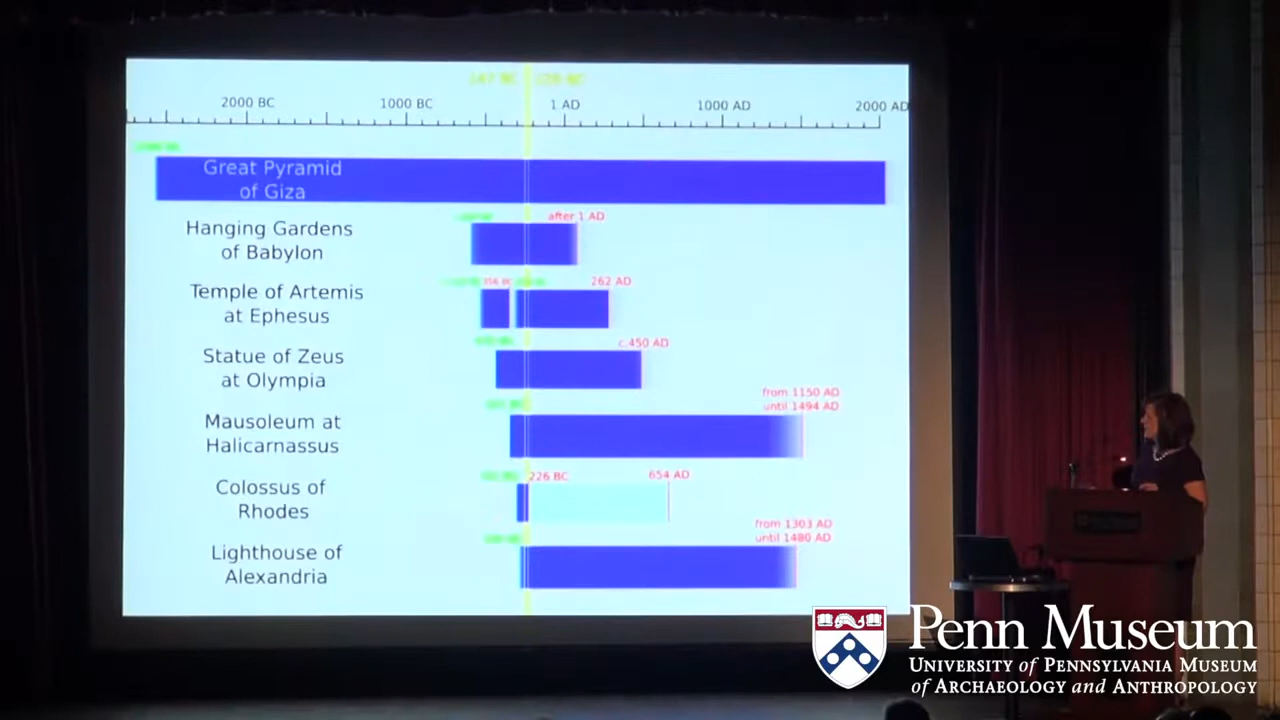 2000 BC 1000 BC 1 AD 1000 AD 2000 AD
Great Pyramid
of Giza
after 1 AD
Hanging Gardens
of Babylon
356 BC 262 AD
Temple of Artemis
at Ephesus
c.450 AD
Statue of Zeus
at Olympia
from 1150 AD
until 1494 AD
Mausoleum at
Halicarnassus
226 BC 654 AD
Colossus of
Rhodes
from 1303 AD
until 1480 AD
Lighthouse of
Alexandria
Penn Museum
UNIVERSITY of PENNSYLVANIA MUSEUM
of ARCHAEOLOGY and ANTHROPOLOGY